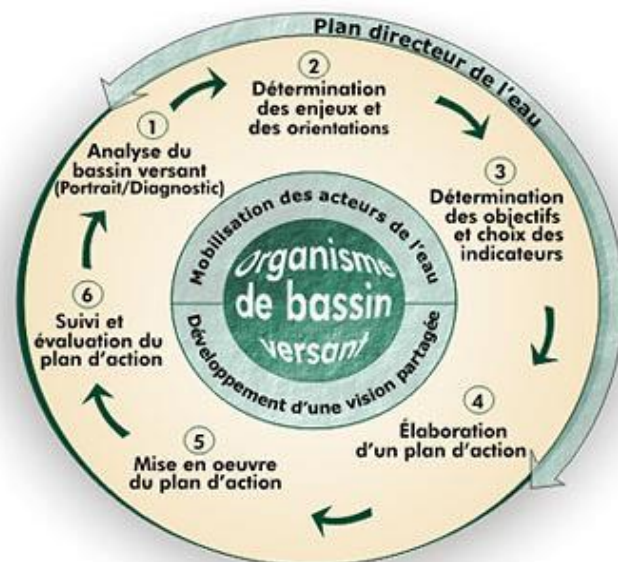 Plan directeur de l'eau
1
Analyse du
bassin versant
(Portrait/Diagnostic)
2
Détermination
des enjeux et
des orientations
3
Détermination
des objectifs
et choix des
indicateurs
4
Élaboration
d'un plan d'action
5
Mise en oeuvre
du plan d'action
6
Suivi et
évaluation du
plan d'action
Mobilisation des acteurs de l'eau
Organisme
de bassin
versant
Développement d'une vision partagée